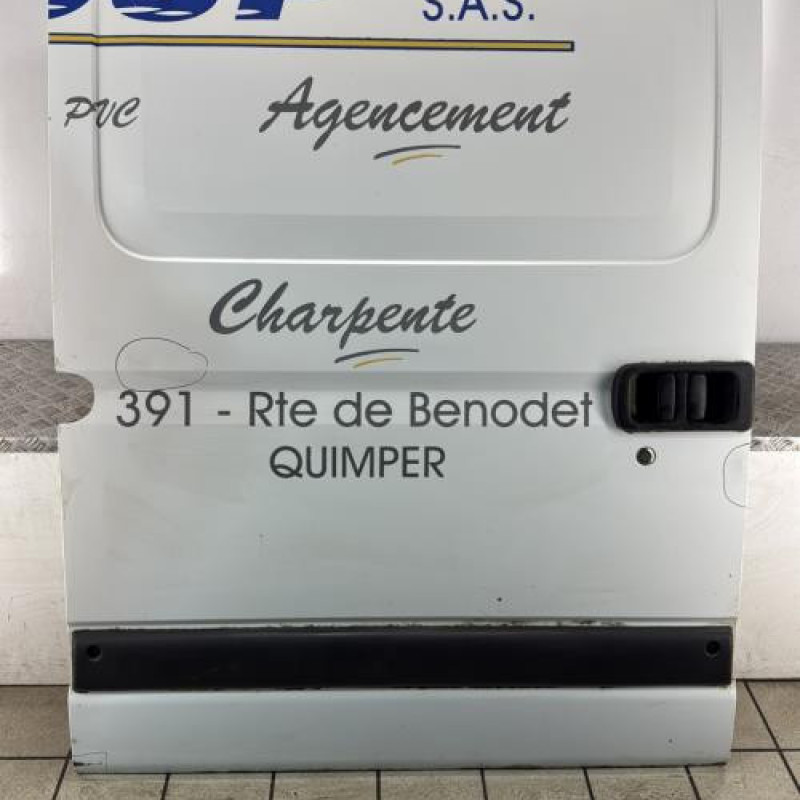 S.A.S.
PVC Agencement
Charpente
391 - Rte de Benodet
QUIMPER